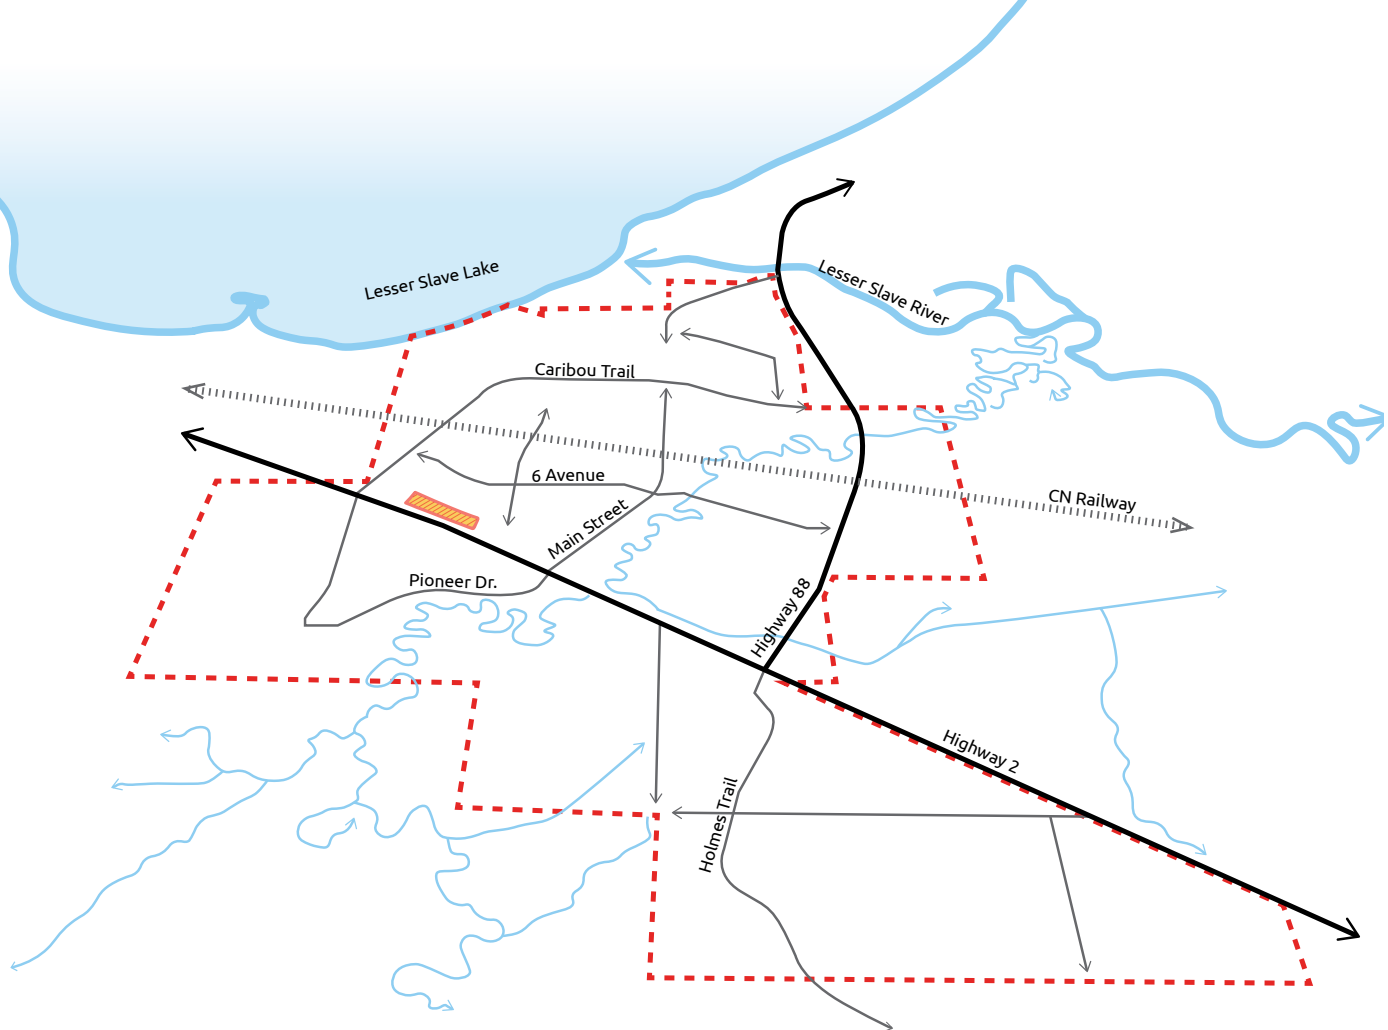 Lesser Slave Lake
Lesser Slave River
Caribou Trail
6 Avenue
CN Railway
Main Street
Pioneer Dr.
Highway 88
Highway 2
Holmes Trail